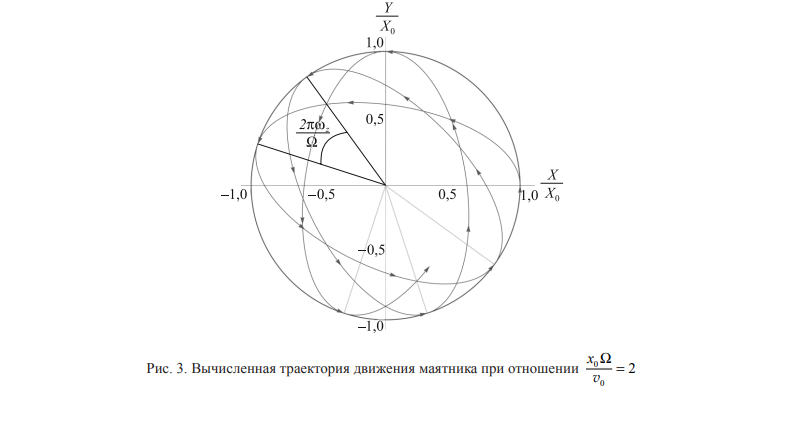 Y
X₀
1,0
0,5
2πω_z
Ω
–1,0
–0,5
0,5
1,0
X
X₀
–0,5
–1,0
Рис. 3. Вычисленная траектория движения маятника при отношении x₀Ω/v₀ = 2